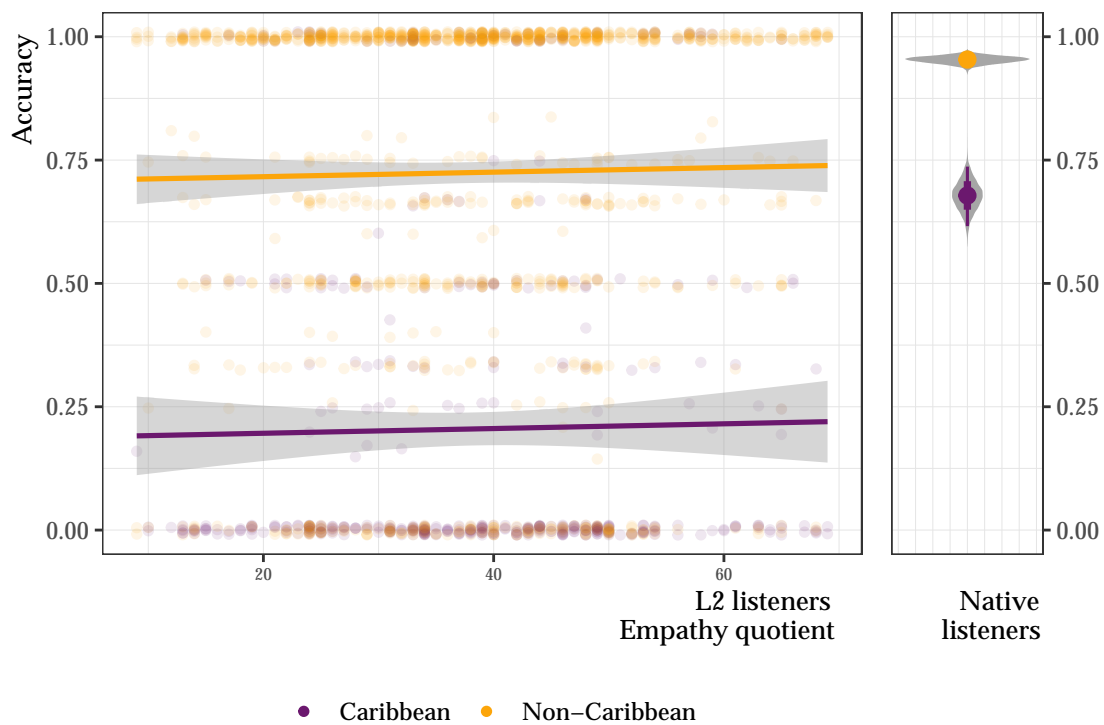 Accuracy
1.00
0.75
0.50
0.25
0.00
20
40
60
L2 listeners
Empathy quotient
1.00
0.75
0.50
0.25
0.00
Native
listeners
Caribbean
Non−Caribbean